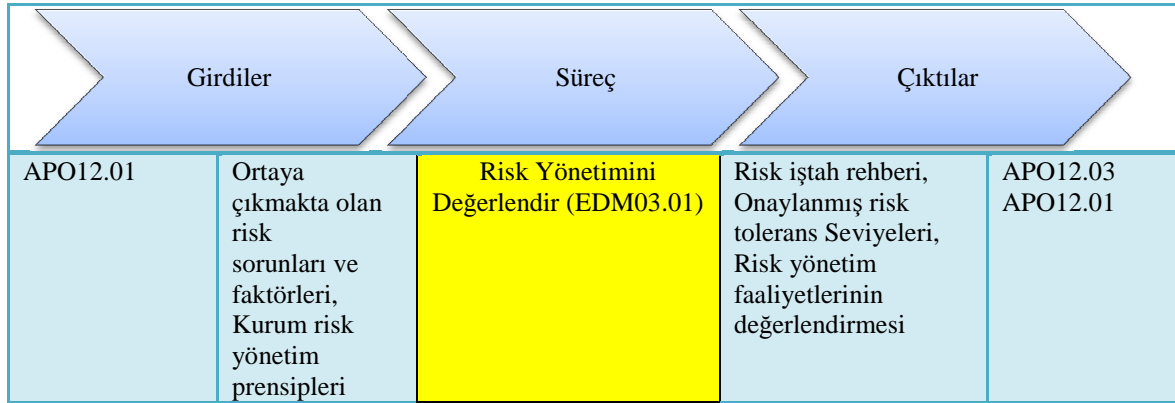 Girdiler
Süreç
Çıktılar
APO12.01
Ortaya
çıkmakta olan
risk
sorunları ve
faktörleri,
Kurum risk
yönetim
prensipleri
Risk Yönetimini
Değerlendir (EDM03.01)
Risk iştah rehberi,
Onaylanmış risk
tolerans Seviyeleri,
Risk yönetim
faaliyetlerinin
değerlendirmesi
APO12.03
APO12.01